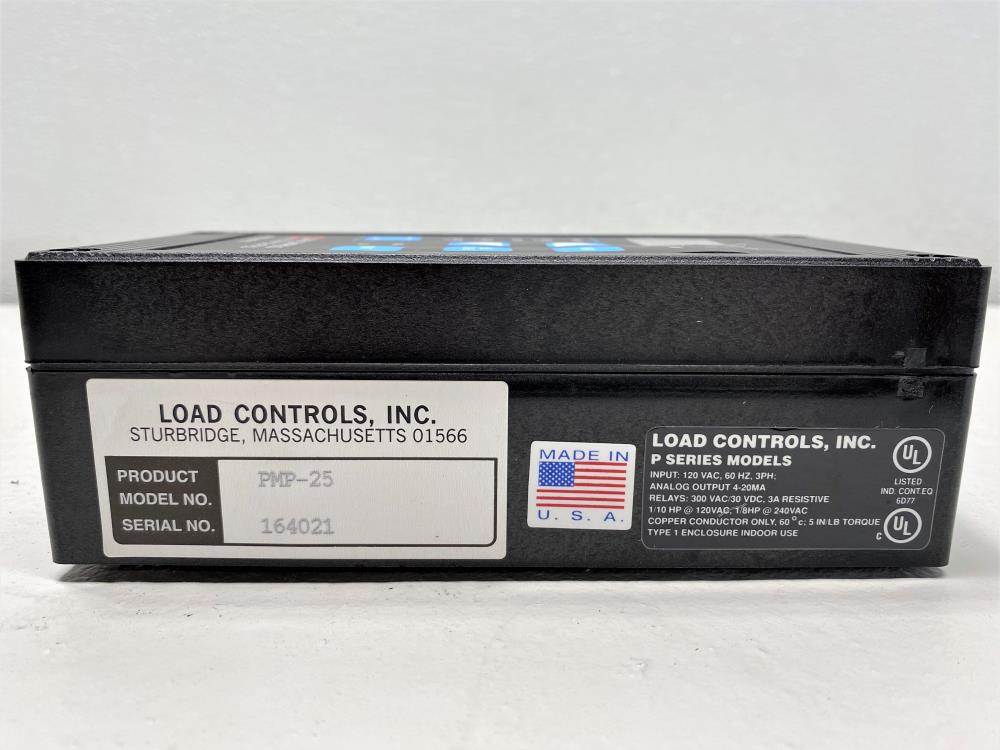 LOAD CONTROLS, INC.
STURBRIDGE, MASSACHUSETTS 01566
PRODUCT
MODEL NO. PMP-25
SERIAL NO. 164021
MADE IN
U. S. A.
LOAD CONTROLS, INC.
P SERIES MODELS
INPUT: 120 VAC, 60 HZ, 3PH;
ANALOG OUTPUT 4-20MA
RELAYS: 300 VAC/30 VDC, 3A RESISTIVE
1/10 HP @ 120VAC, 1/8HP @ 240VAC
COPPER CONDUCTOR ONLY, 60°c; 5 IN/LB TORQUE
TYPE 1 ENCLOSURE INDOOR USE
UL
LISTED
IND. CONT.EQ
6D77
C UL